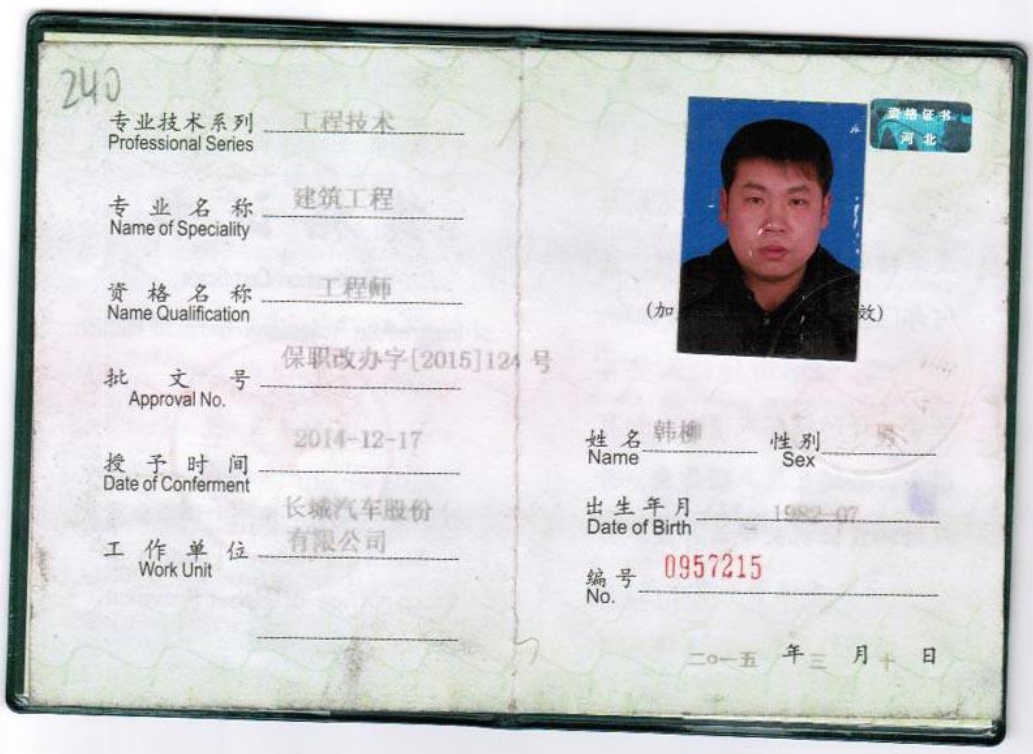 240
专业技术系列 工程技术
Professional Series
专业名称 建筑工程
Name of Speciality
资格名称 工程师
Name Qualification
批文号 保职改办字[2015]124号
Approval No.
授予时间 2014-12-17
Date of Conferment
长城汽车股份
工作单位 有限公司
Work Unit
资格证书
河北
(加 效)
姓名 韩柳 性别 男
Name Sex
出生年月 1982-07
Date of Birth
编号 0957215
No.
二〇一五 年 三 月 十 日